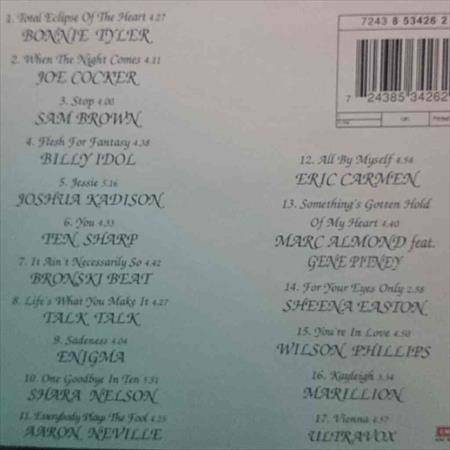 1. Total Eclipse Of The Heart 4.27
BONNIE TYLER
2. When The Night Comes 4.11
JOE COCKER
3. Stop 4.00
SAM BROWN
4. Flesh For Fantasy 4.38
BILLY IDOL
5. Jessie 5.16
JOSHUA KADISON
6. You 4.33
TEN SHARP
7. It Ain't Necessarily So 4.42
BRONSKI BEAT
8. Life's What You Make It 4.27
TALK TALK
9. Sadeness 4.04
ENIGMA
10. One Goodbye In Ten 5.51
SHARA NELSON
11. Everybody Plays The Fool 4.25
AARON NEVILLE
7243 8 53426 2
7 24385 34262
12. All By Myself 4.54
ERIC CARMEN
13. Something's Gotten Hold
Of My Heart 4.40
MARC ALMOND feat.
GENE PITNEY
14. For Your Eyes Only 2.58
SHEENA EASTON
15. You're In Love 4.50
WILSON PHILLIPS
16. Kayleigh 3.34
MARILLION
17. Vienna 4.37
ULTRAVOX